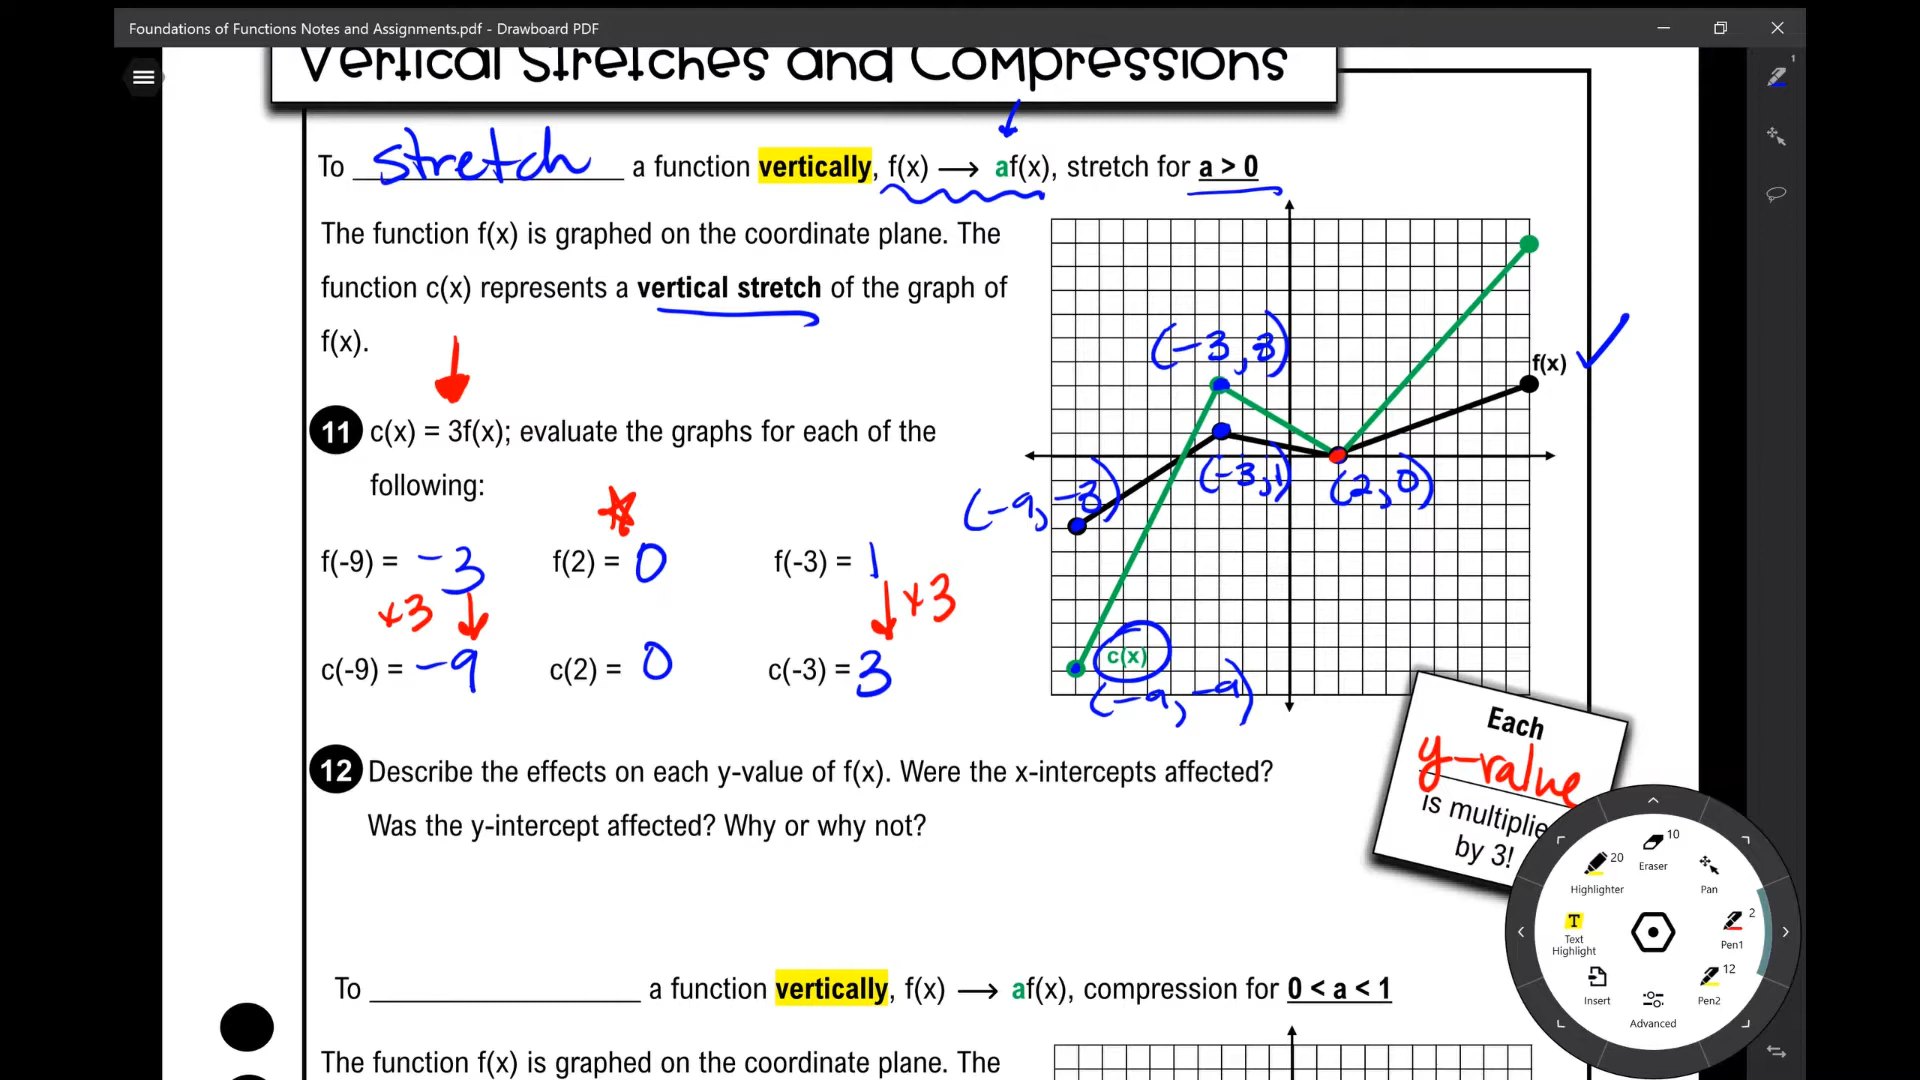 Foundations of Functions Notes and Assignments.pdf - Drawboard PDF
Vertical Stretches and Compressions
1
To stretch a function vertically, f(x) → af(x), stretch for a > 0
The function f(x) is graphed on the coordinate plane. The
function c(x) represents a vertical stretch of the graph of
f(x).
(-3, 3)
f(x)
11 c(x) = 3f(x); evaluate the graphs for each of the
following:
(-9, -3)
(-3, 1)
(2, 0)
f(-9) = -3 f(2) = 0 f(-3) = 1
×3 ×3
c(-9) = -9 c(2) = 0 c(-3) = 3
c(x)
(-9, -9)
Each
y-value
is multiplie
by 3!
12 Describe the effects on each y-value of f(x). Were the x-intercepts affected?
Was the y-intercept affected? Why or why not?
20
Highlighter
10
Eraser
Pan
T
Text
Highlight
2
Pen1
Insert
12
Pen2
Advanced
To a function vertically, f(x) → af(x), compression for 0 < a < 1
The function f(x) is graphed on the coordinate plane. The